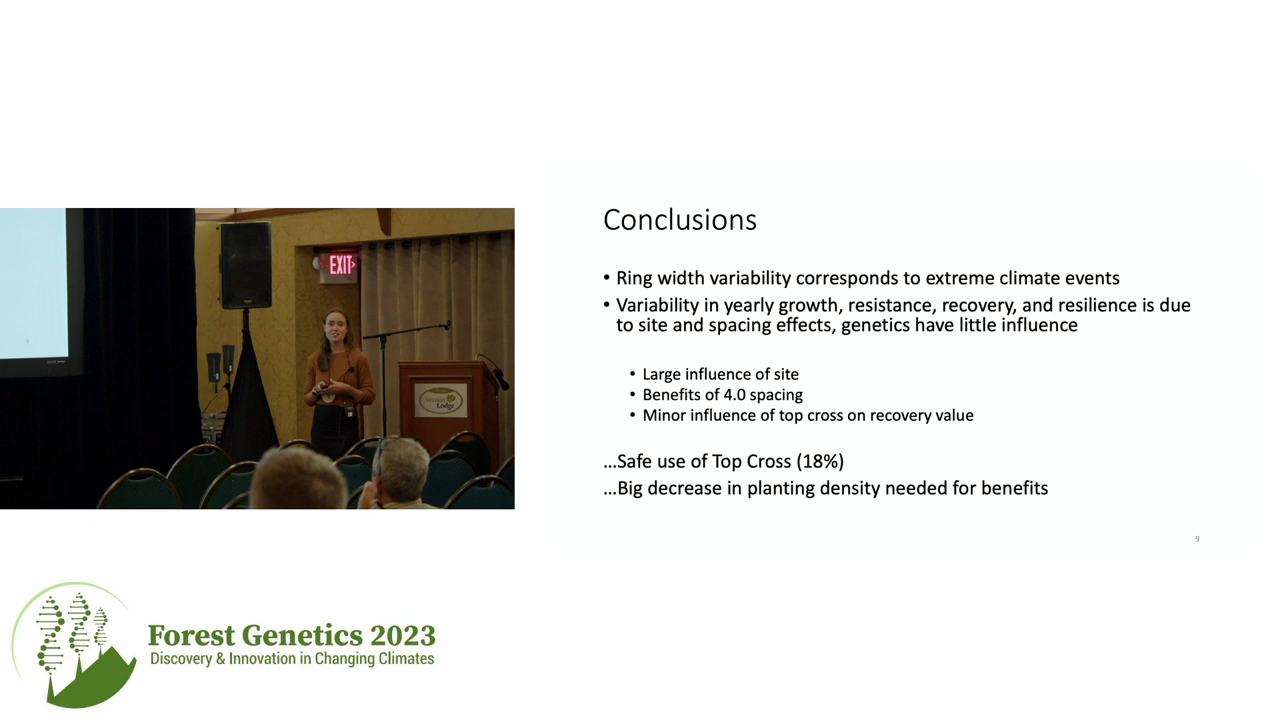 EXIT
Vernon
Lodge
Conclusions
• Ring width variability corresponds to extreme climate events
• Variability in yearly growth, resistance, recovery, and resilience is due
to site and spacing effects, genetics have little influence
• Large influence of site
• Benefits of 4.0 spacing
• Minor influence of top cross on recovery value
...Safe use of Top Cross (18%)
...Big decrease in planting density needed for benefits
9
Forest Genetics 2023
Discovery & Innovation in Changing Climates